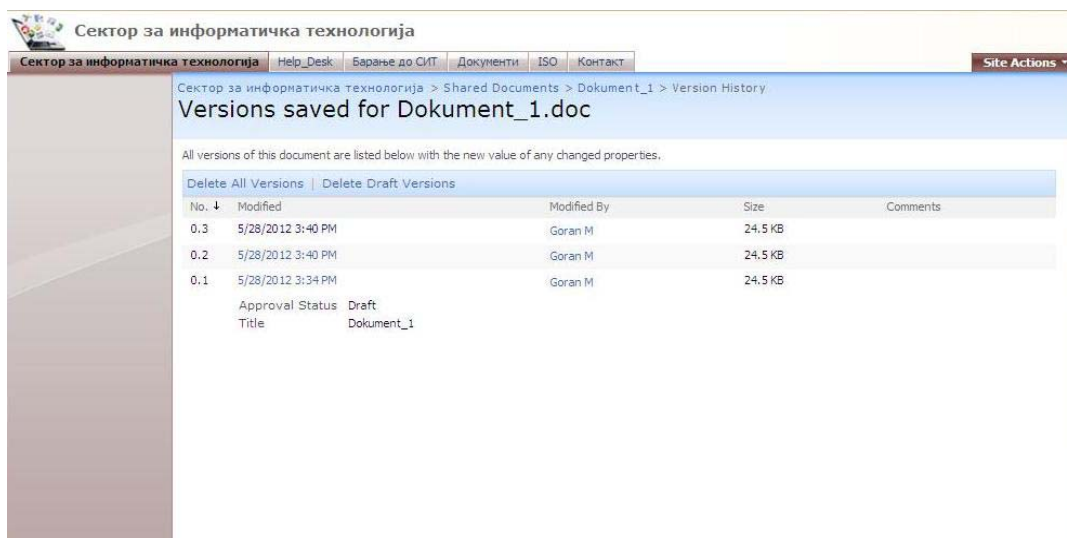 Сектор за информатичка технологија
Сектор за информатичка технологија Help_Desk Барање до СИТ Документи ISO Контакт Site Actions
Сектор за информатичка технологија > Shared Documents > Dokument_1 > Version History
Versions saved for Dokument_1.doc
All versions of this document are listed below with the new value of any changed properties.
Delete All Versions | Delete Draft Versions
No. ↓ Modified Modified By Size Comments
0.3 5/28/2012 3:40 PM Goran M 24.5 KB
0.2 5/28/2012 3:40 PM Goran M 24.5 KB
0.1 5/28/2012 3:34 PM Goran M 24.5 KB
Approval Status Draft
Title Dokument_1